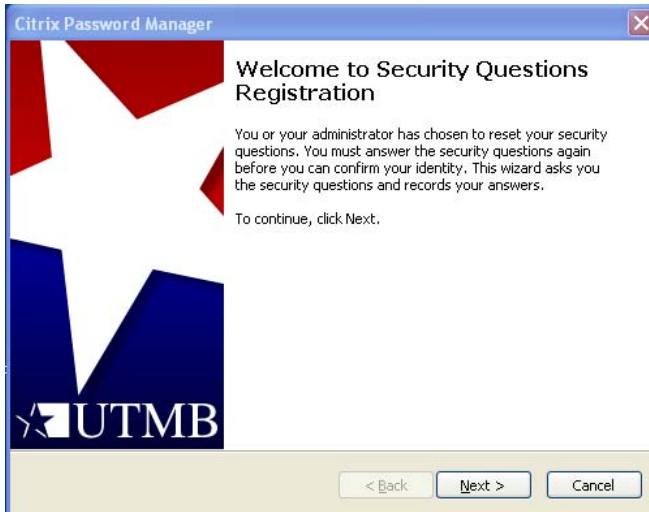 Citrix Password Manager
Welcome to Security Questions
Registration
You or your administrator has chosen to reset your security
questions. You must answer the security questions again
before you can confirm your identity. This wizard asks you
the security questions and records your answers.
To continue, click Next.
UTMB
< Back
Next >
Cancel